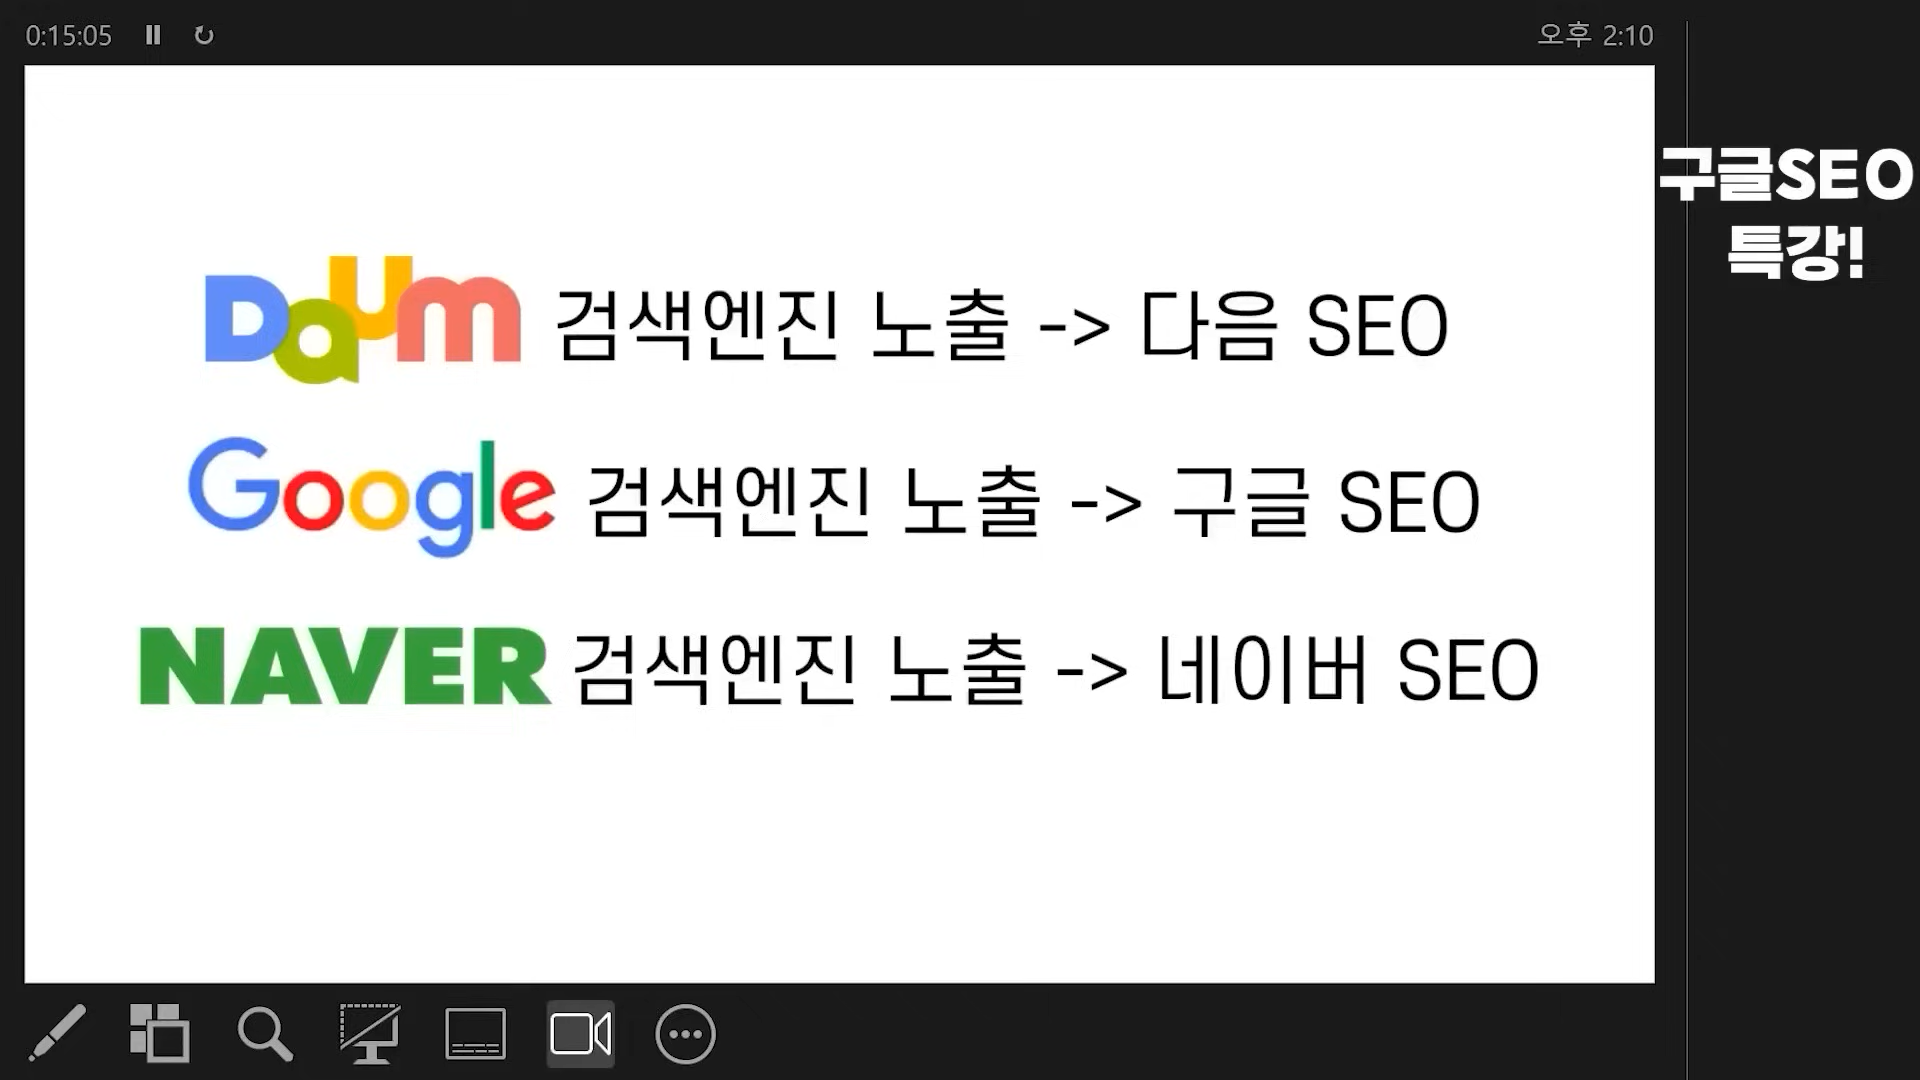 0:15:05
오후 2:10
구글SEO
특강!
Daum 검색엔진 노출 -> 다음 SEO
Google 검색엔진 노출 -> 구글 SEO
NAVER 검색엔진 노출 -> 네이버 SEO